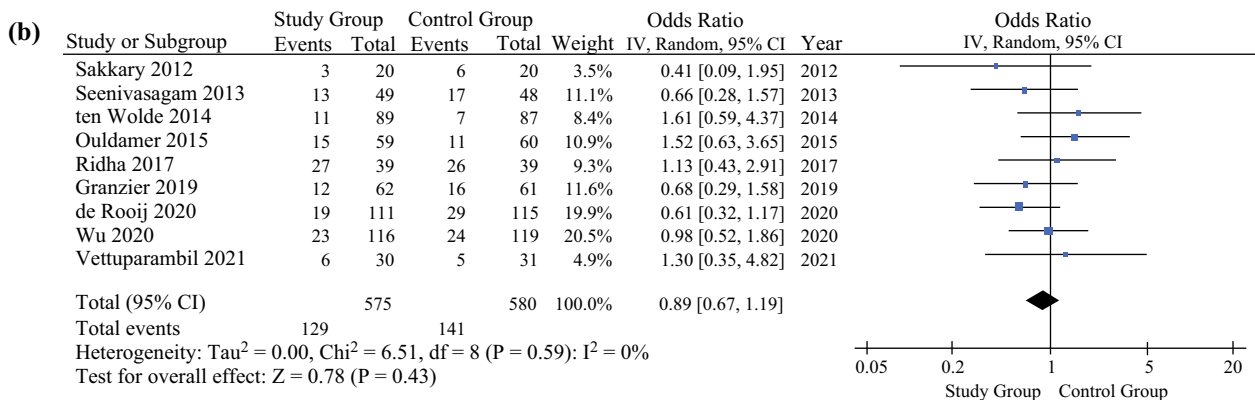 (b)
Study Group Control Group Odds Ratio Odds Ratio
Study or Subgroup Events Total Events Total Weight IV, Random, 95% CI Year IV, Random, 95% CI
Sakkary 2012 3 20 6 20 3.5% 0.41 [0.09, 1.95] 2012
Seenivasagam 2013 13 49 17 48 11.1% 0.66 [0.28, 1.57] 2013
ten Wolde 2014 11 89 7 87 8.4% 1.61 [0.59, 4.37] 2014
Ouldamer 2015 15 59 11 60 10.9% 1.52 [0.63, 3.65] 2015
Ridha 2017 27 39 26 39 9.3% 1.13 [0.43, 2.91] 2017
Granzier 2019 12 62 16 61 11.6% 0.68 [0.29, 1.58] 2019
de Rooij 2020 19 111 29 115 19.9% 0.61 [0.32, 1.17] 2020
Wu 2020 23 116 24 119 20.5% 0.98 [0.52, 1.86] 2020
Vettuparambil 2021 6 30 5 31 4.9% 1.30 [0.35, 4.82] 2021
Total (95% CI) 575 580 100.0% 0.89 [0.67, 1.19]
Total events 129 141
Heterogeneity: Tau² = 0.00, Chi² = 6.51, df = 8 (P = 0.59): I² = 0%
Test for overall effect: Z = 0.78 (P = 0.43)
0.05 0.2 1 5 20
Study Group Control Group